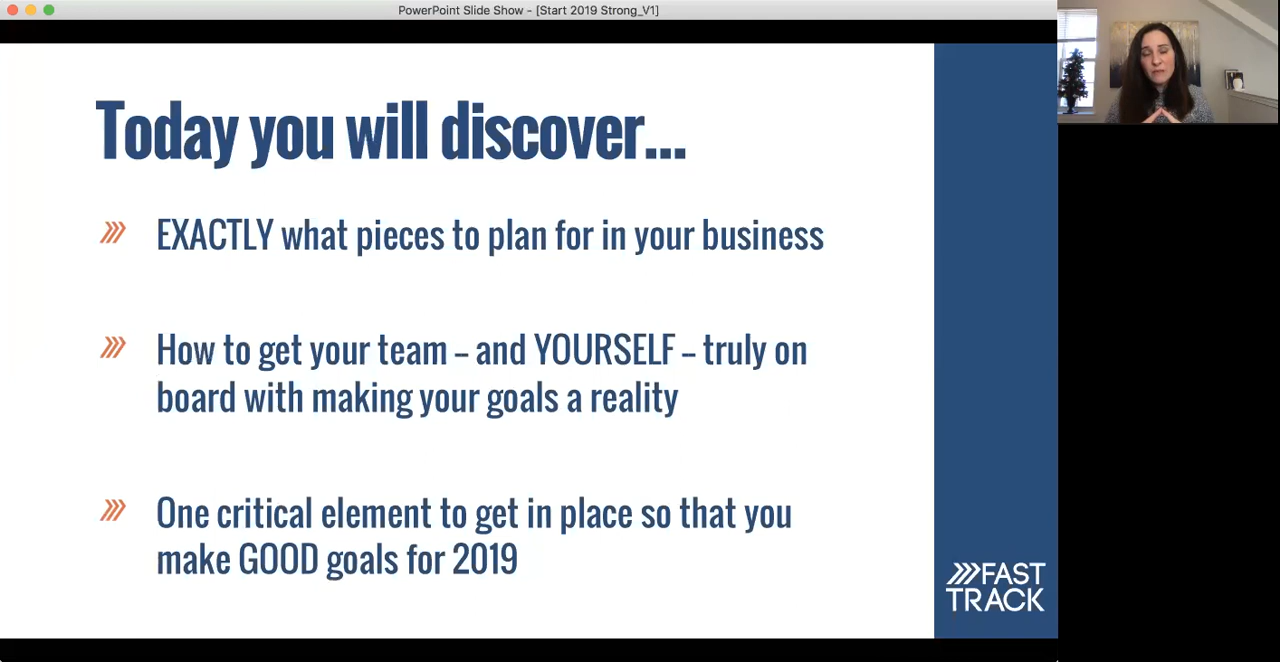 PowerPoint Slide Show - [Start 2019 Strong_V1]
Today you will discover...
EXACTLY what pieces to plan for in your business
How to get your team – and YOURSELF – truly on
board with making your goals a reality
One critical element to get in place so that you
make GOOD goals for 2019
FAST
TRACK